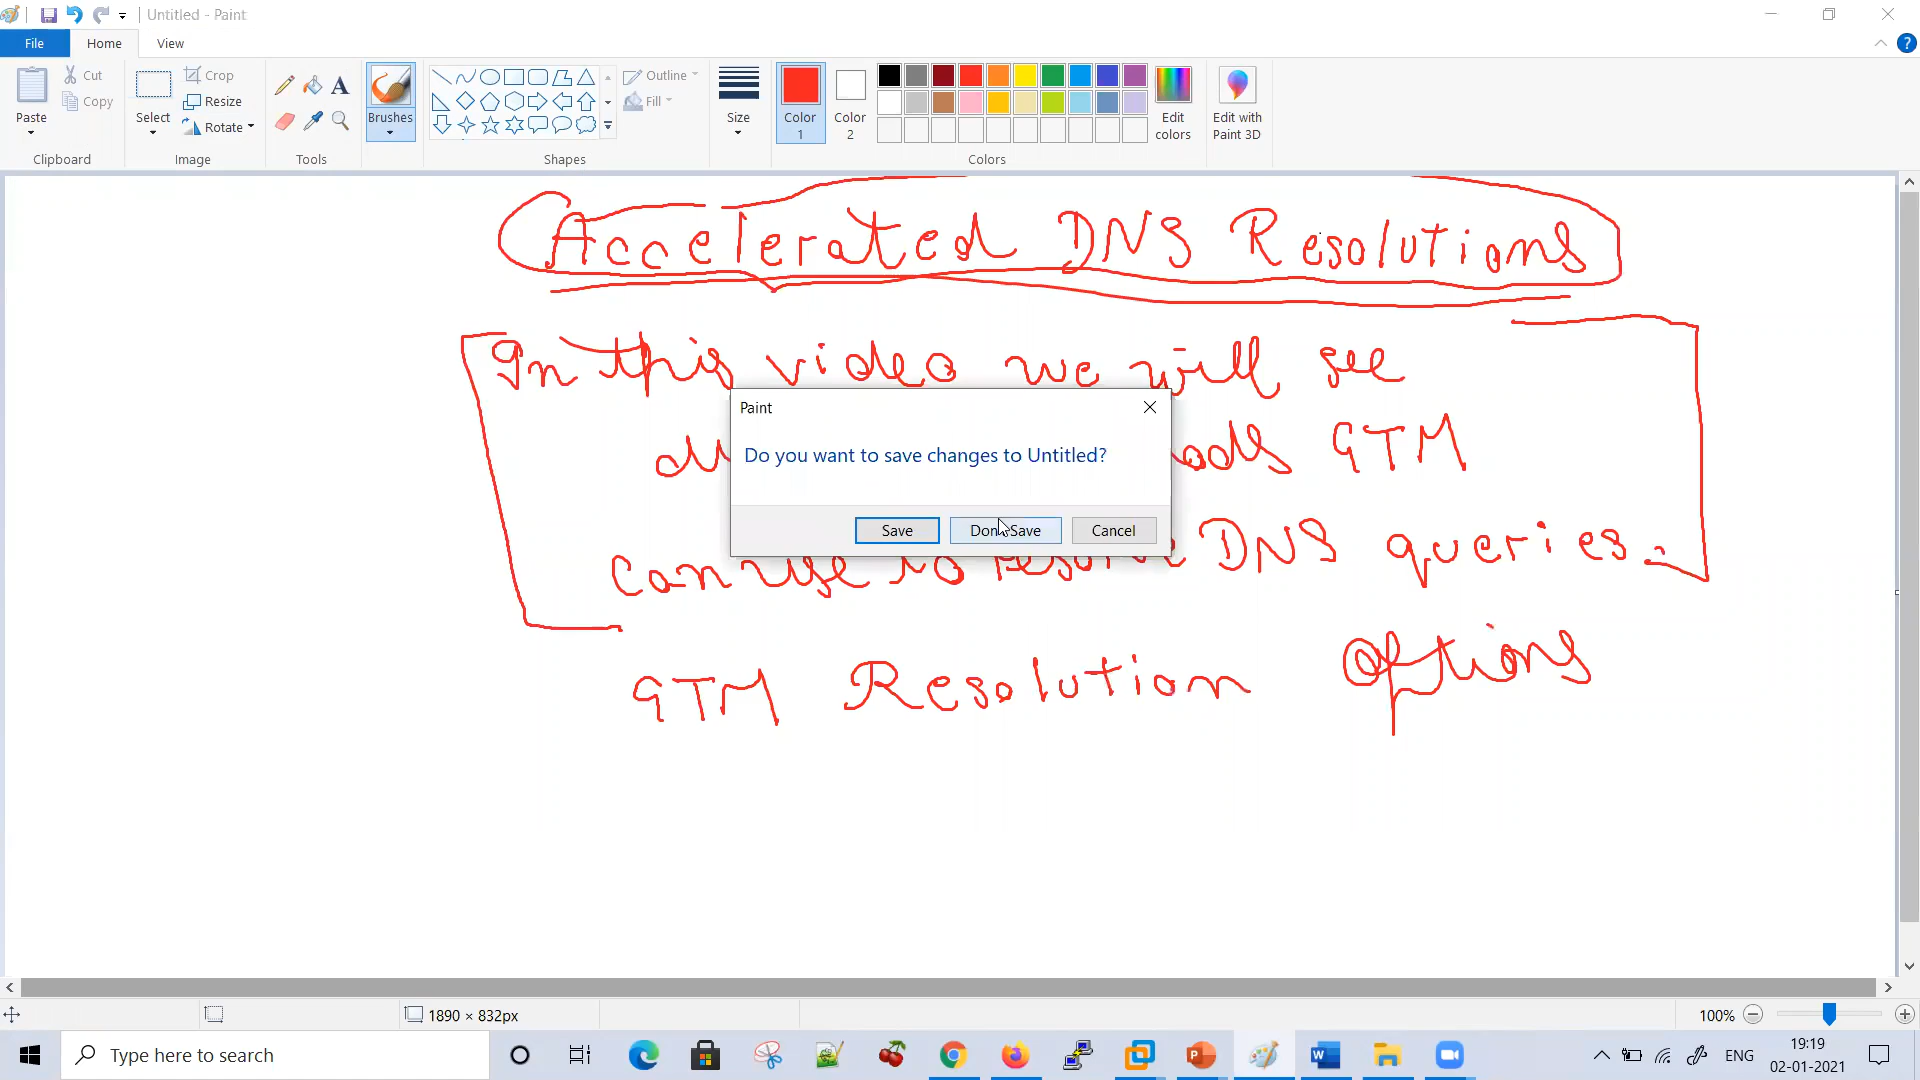 Untitled - Paint
File Home View
Cut
Copy
Paste
Clipboard
Crop
Resize
Rotate
Select
Image
Tools
Brushes
Outline
Fill
Shapes
Size
Color 1
Color 2
Edit colors
Colors
Edit with Paint 3D
Accelerated DNS Resolutions
In this video we will see
GTM
can use to DNS queries.
GTM Resolution Options
Paint
Do you want to save changes to Untitled?
Save Don't Save Cancel
1890 × 832px
100%
Type here to search
ENG
19:19
02-01-2021